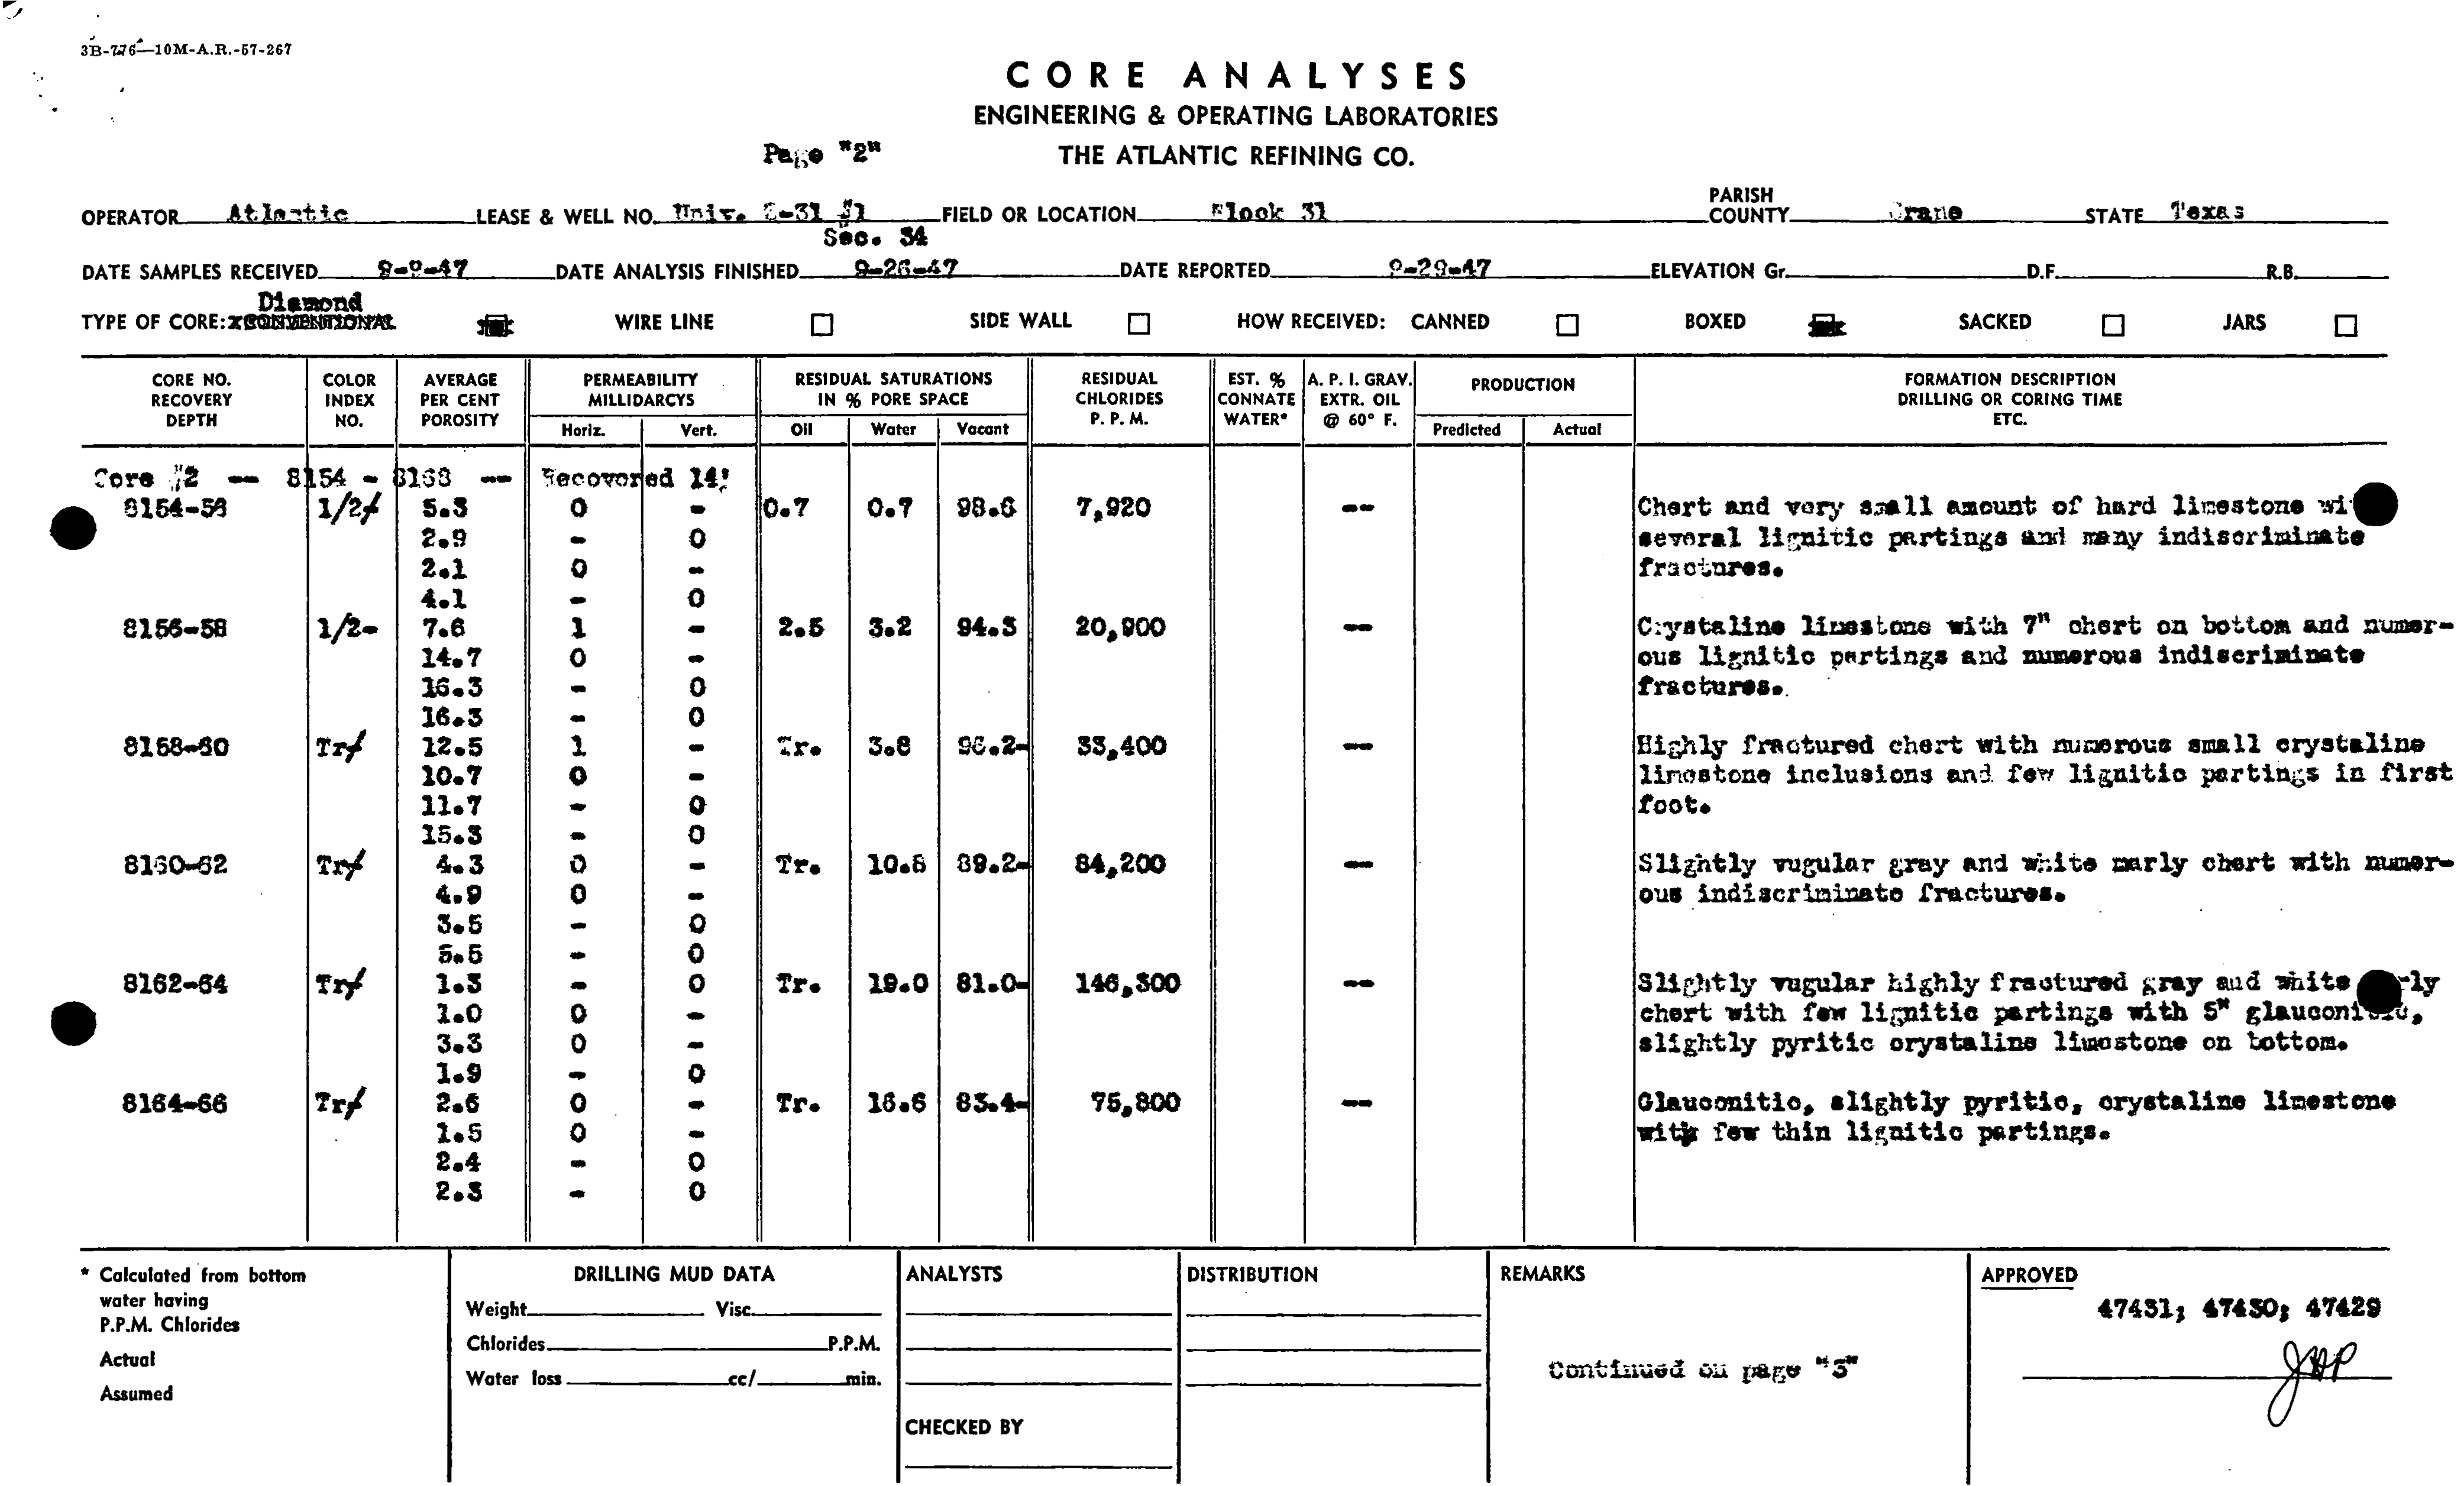 3B-776—10M-A.R.-57-267
CORE ANALYSES
ENGINEERING & OPERATING LABORATORIES
Page "2" THE ATLANTIC REFINING CO.
OPERATOR Atlantic LEASE & WELL NO. Univ. 8-31 #1 FIELD OR LOCATION Block 31 PARISH COUNTY Crane STATE Texas
Sec. 34
DATE SAMPLES RECEIVED 9-9-47 DATE ANALYSIS FINISHED 9-26-47 DATE REPORTED 9-29-47 ELEVATION Gr. D.F. R.B.
Diamond
TYPE OF CORE: CONVENTIONAL WIRE LINE SIDE WALL HOW RECEIVED: CANNED BOXED SACKED JARS
CORE NO. RECOVERY DEPTH COLOR INDEX NO. AVERAGE PER CENT POROSITY PERMEABILITY MILLIDARCYS Horiz. Vert. RESIDUAL SATURATIONS IN % PORE SPACE Oil Water Vacant RESIDUAL CHLORIDES P. P. M. EST. % CONNATE WATER* A. P. I. GRAV. EXTR. OIL @ 60° F. PRODUCTION Predicted Actual FORMATION DESCRIPTION DRILLING OR CORING TIME ETC.
Core #2 -- 8154 - 8168 -- Recovered 14'
8154-56 1/2+ 5.3 0 - 0.7 0.7 98.6 7,920 -- Chert and very small amount of hard limestone
2.9 - 0 several lignitic partings and many indiscriminate
2.1 0 - fractures.
4.1 - 0
8156-58 1/2- 7.6 1 - 2.5 3.2 94.3 20,900 -- Crystaline limestone with 7" chert on bottom and numer-
14.7 0 - ous lignitic partings and numerous indiscriminate
16.3 - 0 fractures.
16.3 - 0
8158-60 Tr+ 12.5 1 - Tr. 3.8 96.2- 33,400 -- Highly fractured chert with numerous small crystaline
10.7 0 - limestone inclusions and few lignitic partings in first
11.7 - 0 foot.
15.3 - 0
8160-62 Tr+ 4.3 0 - Tr. 10.8 89.2- 84,200 -- Slightly vugular gray and white marly chert with numer-
4.9 0 - ous indiscriminate fractures.
3.5 - 0
5.5 - 0
8162-64 Tr+ 1.3 - 0 Tr. 19.0 81.0- 146,300 -- Slightly vugular highly fractured gray and white
1.0 0 - chert with few lignitic partings with 5"
3.3 0 - slightly pyritic crystaline limestone on bottom.
1.9 - 0
8164-66 Tr+ 2.6 0 - Tr. 16.6 83.4- 75,800 -- Glauconitic, slightly pyritic, crystaline limestone
1.5 0 - with few thin lignitic partings.
2.4 - 0
2.3 - 0
* Calculated from bottom water having P.P.M. Chlorides
Actual
Assumed
DRILLING MUD DATA
Weight Visc.
Chlorides P.P.M.
Water loss cc/ min.
ANALYSTS
CHECKED BY
DISTRIBUTION
REMARKS
Continued on page "3"
APPROVED
47431; 47430; 47429
JHP